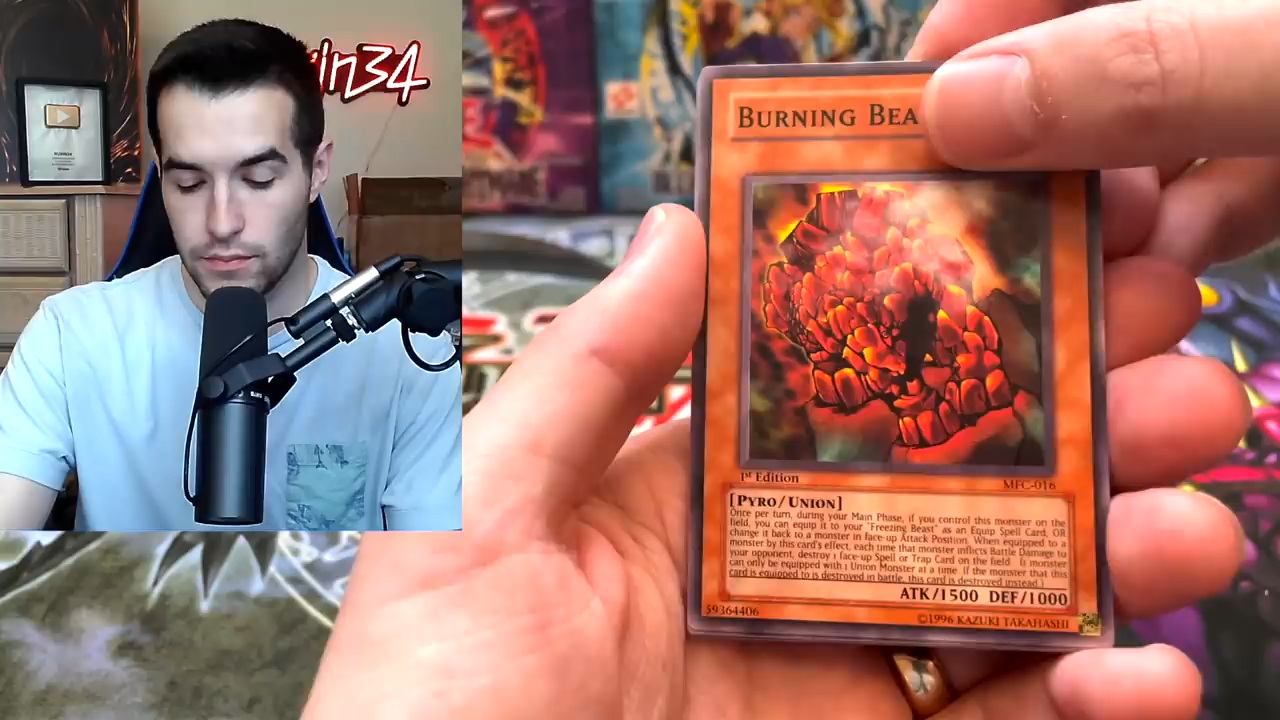 in34
BURNING BEA
1st Edition
MFC-016
[PYRO/UNION]
Once per turn, during your Main Phase, if you control this monster on the
field, you can equip it to your "Freezing Beast" as an Equip Spell Card, OR
change it back to a monster in face-up Attack Position. When equipped to a
monster by this card's effect, each time that monster inflicts Battle Damage to
your opponent, destroy 1 face-up Spell or Trap Card on the field. (1 monster
can only be equipped with 1 Union Monster at a time. If the monster that this
card is equipped to is destroyed in battle, this card is destroyed instead.)
ATK/1500 DEF/1000
59364406
©1996 KAZUKI TAKAHASHI